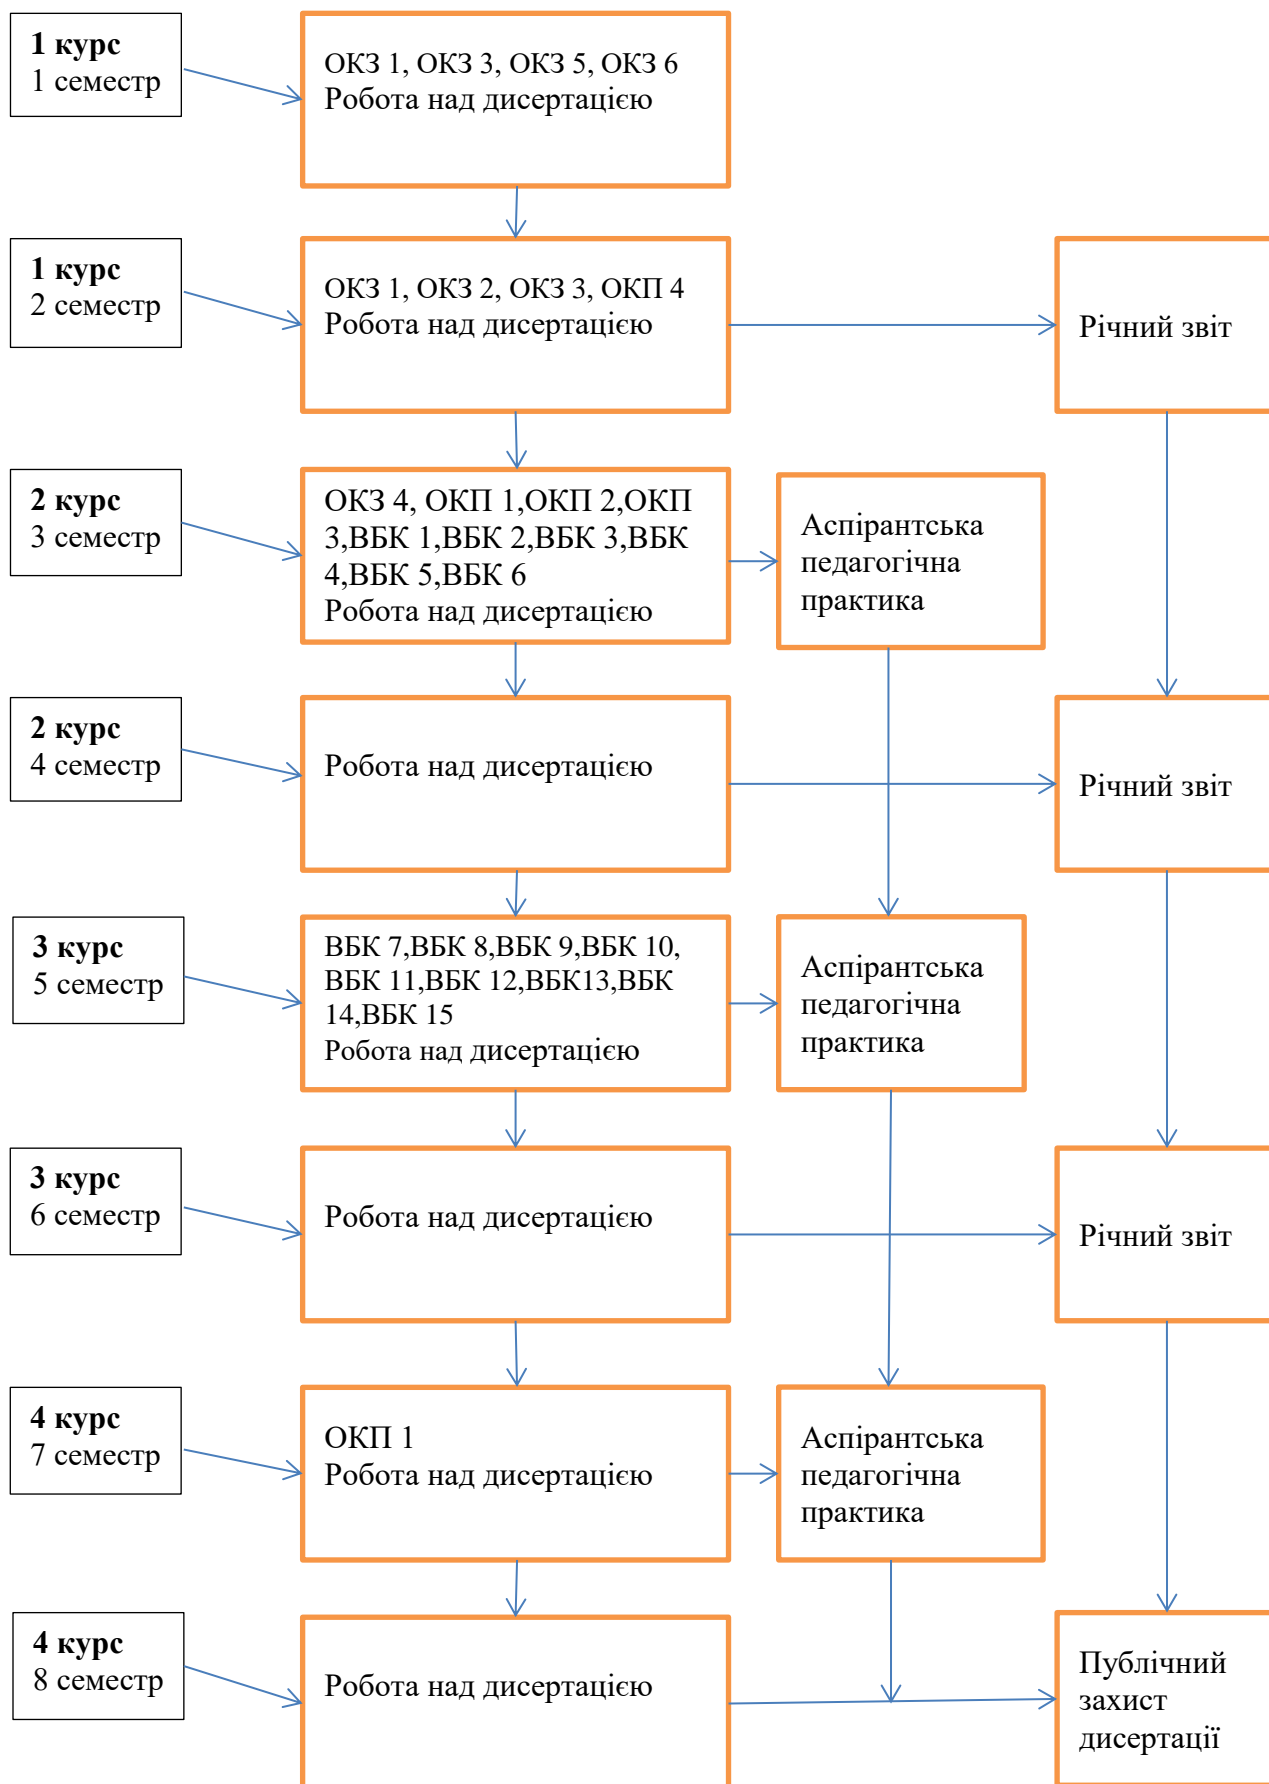 1 курс
1 семестр
ОКЗ 1, ОКЗ 3, ОКЗ 5, ОКЗ 6
Робота над дисертацією
1 курс
2 семестр
ОКЗ 1, ОКЗ 2, ОКЗ 3, ОКП 4
Робота над дисертацією
Річний звіт
2 курс
3 семестр
ОКЗ 4, ОКП 1,ОКП 2,ОКП
3,ВБК 1,ВБК 2,ВБК 3,ВБК
4,ВБК 5,ВБК 6
Робота над дисертацією
Аспірантська
педагогічна
практика
2 курс
4 семестр
Робота над дисертацією
Річний звіт
3 курс
5 семестр
ВБК 7,ВБК 8,ВБК 9,ВБК 10,
ВБК 11,ВБК 12,ВБК13,ВБК
14,ВБК 15
Робота над дисертацією
Аспірантська
педагогічна
практика
3 курс
6 семестр
Робота над дисертацією
Річний звіт
4 курс
7 семестр
ОКП 1
Робота над дисертацією
Аспірантська
педагогічна
практика
4 курс
8 семестр
Робота над дисертацією
Публічний
захист
дисертації